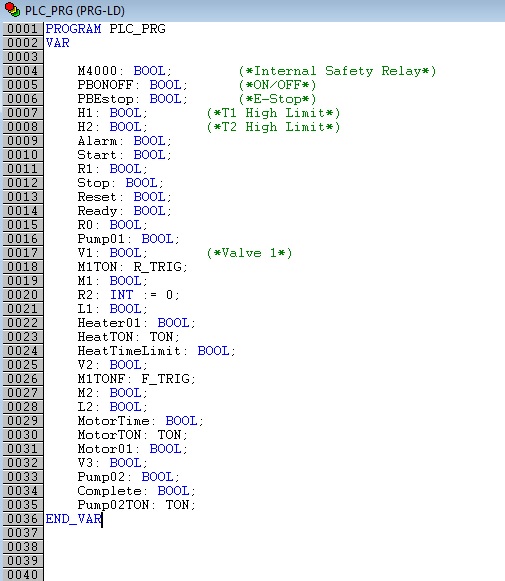 PLC_PRG (PRG-LD)
0001 PROGRAM PLC_PRG
0002 VAR
0003
0004 M4000: BOOL; (*Internal Safety Relay*)
0005 PBONOFF: BOOL; (*ON/OFF*)
0006 PBEstop: BOOL; (*E-Stop*)
0007 H1: BOOL; (*T1 High Limit*)
0008 H2: BOOL; (*T2 High Limit*)
0009 Alarm: BOOL;
0010 Start: BOOL;
0011 R1: BOOL;
0012 Stop: BOOL;
0013 Reset: BOOL;
0014 Ready: BOOL;
0015 R0: BOOL;
0016 Pump01: BOOL;
0017 V1: BOOL; (*Valve 1*)
0018 M1TON: R_TRIG;
0019 M1: BOOL;
0020 R2: INT := 0;
0021 L1: BOOL;
0022 Heater01: BOOL;
0023 HeatTON: TON;
0024 HeatTimeLimit: BOOL;
0025 V2: BOOL;
0026 M1TONF: F_TRIG;
0027 M2: BOOL;
0028 L2: BOOL;
0029 MotorTime: BOOL;
0030 MotorTON: TON;
0031 Motor01: BOOL;
0032 V3: BOOL;
0033 Pump02: BOOL;
0034 Complete: BOOL;
0035 Pump02TON: TON;
0036 END_VAR
0037
0038
0039
0040